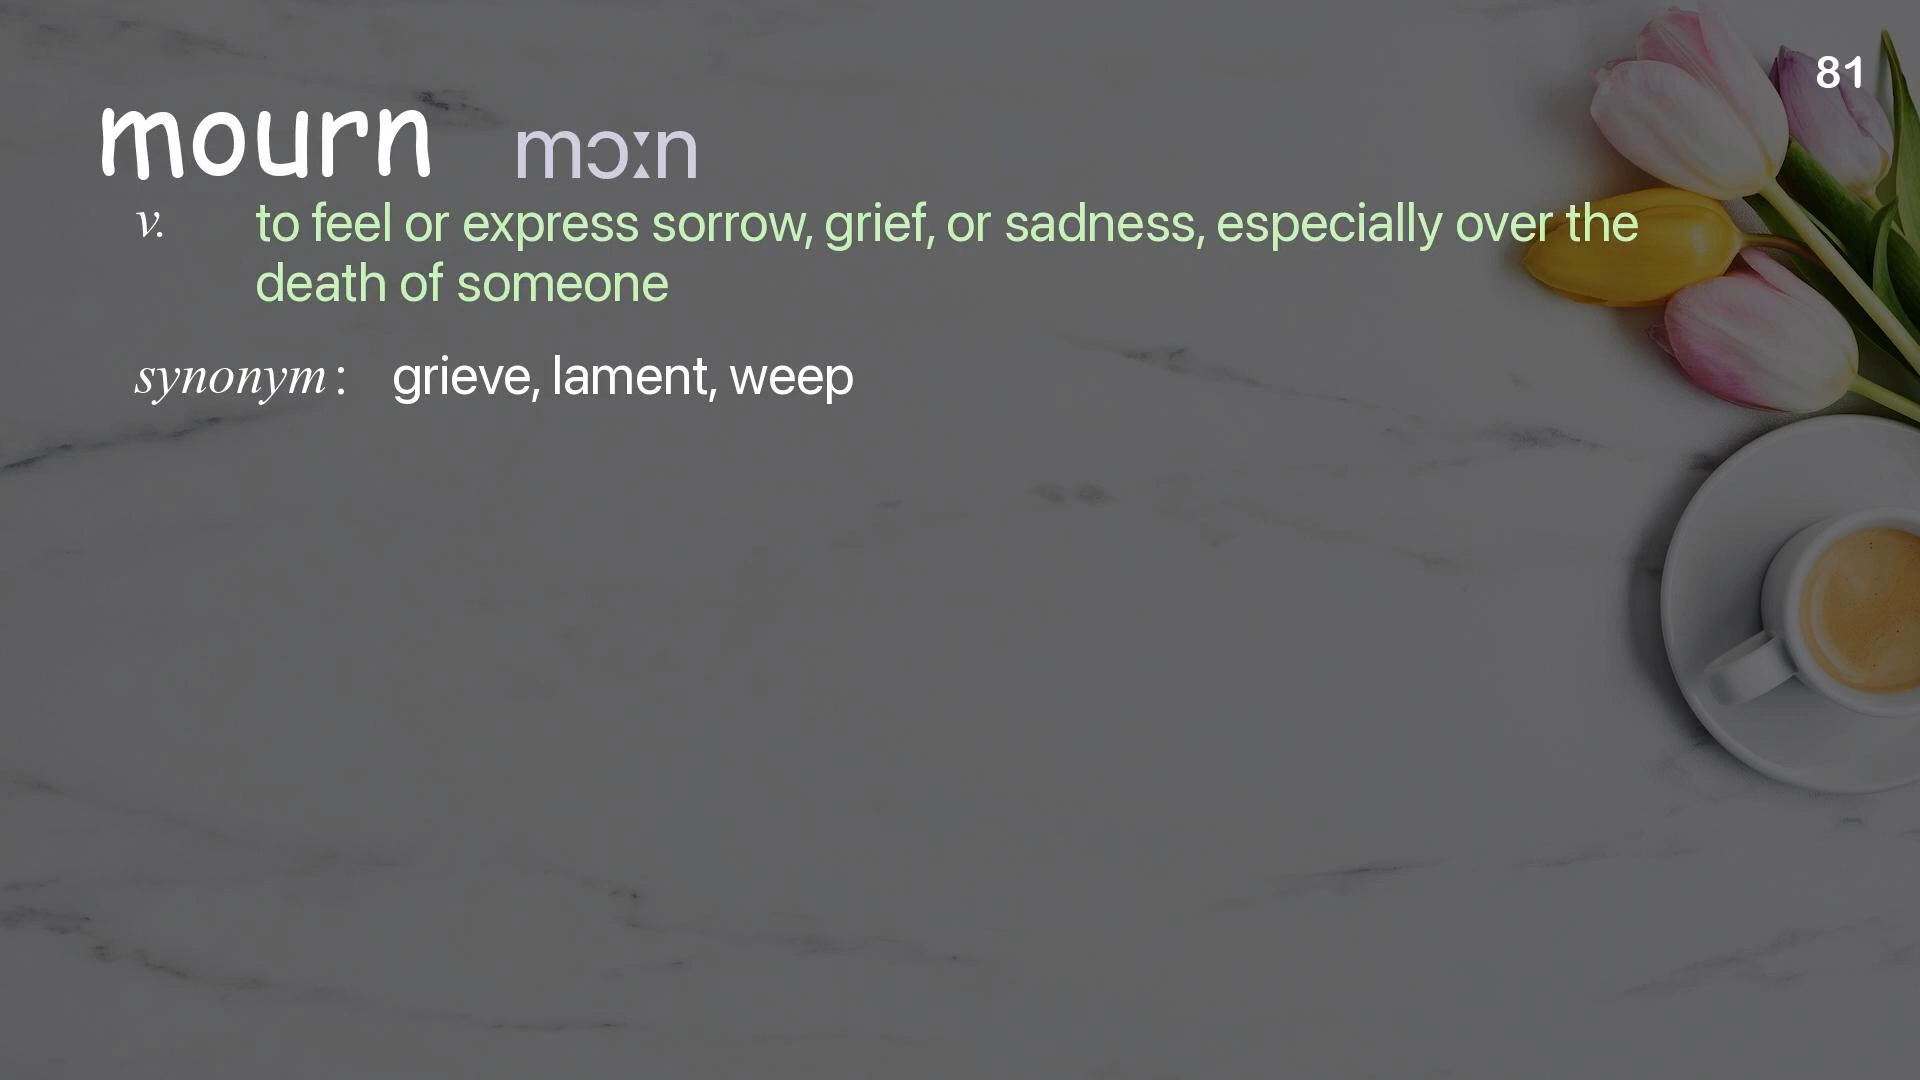 81
mourn mɔːn
v. to feel or express sorrow, grief, or sadness, especially over the
death of someone
synonym : grieve, lament, weep